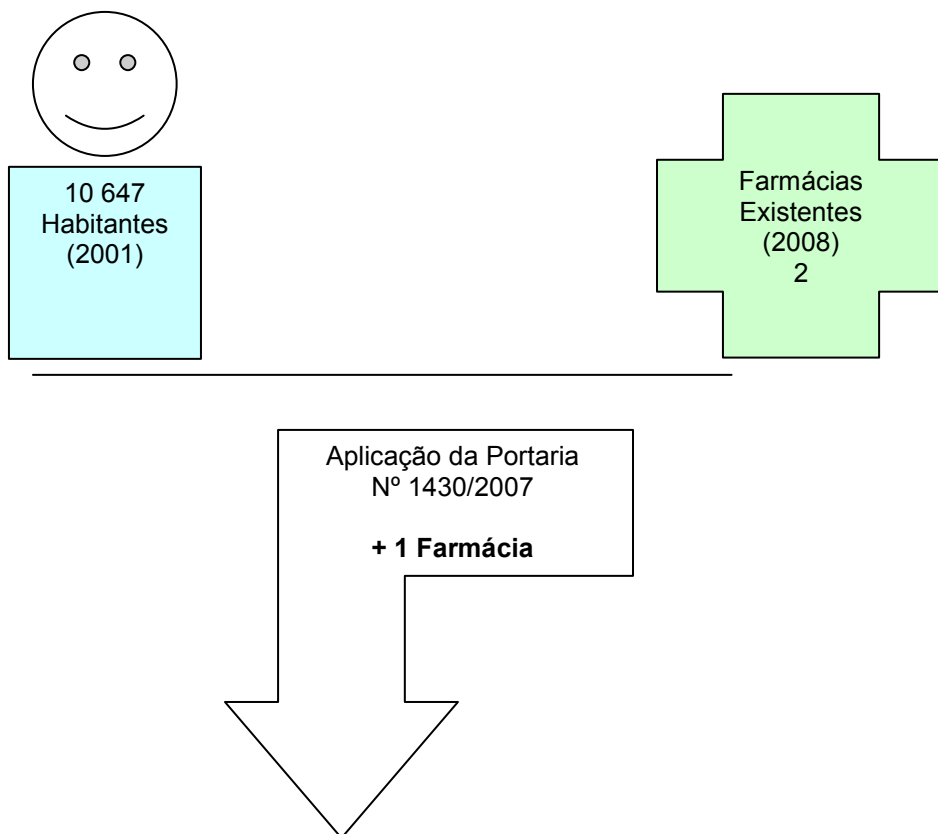 10 647
Habitantes
(2001)
Farmácias
Existentes
(2008)
2
Aplicação da Portaria
Nº 1430/2007
+ 1 Farmácia